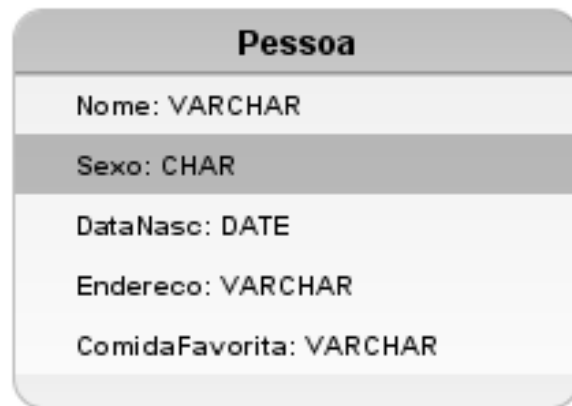 Pessoa
Nome: VARCHAR
Sexo: CHAR
DataNasc: DATE
Endereco: VARCHAR
ComidaFavorita: VARCHAR